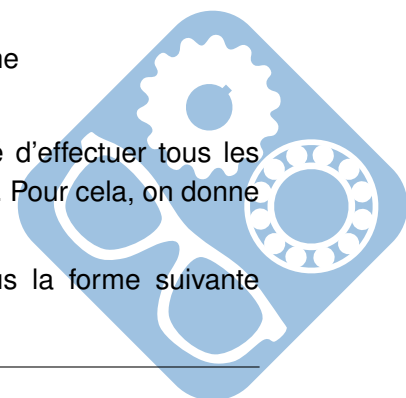 ne
e d'effectuer tous les
. Pour cela, on donne
us la forme suivante